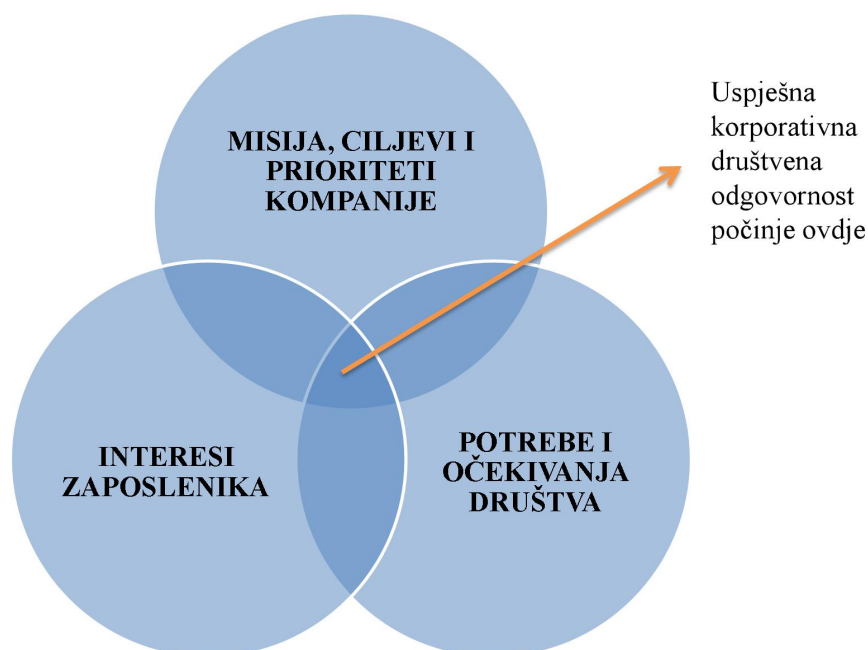 MISIJA, CILJEVI I
PRIORITETI
KOMPANIJE
Uspješna
korporativna
društvena
odgovornost
počinje ovdje
INTERESI
ZAPOSLENIKA
POTREBE I
OČEKIVANJA
DRUŠTVA